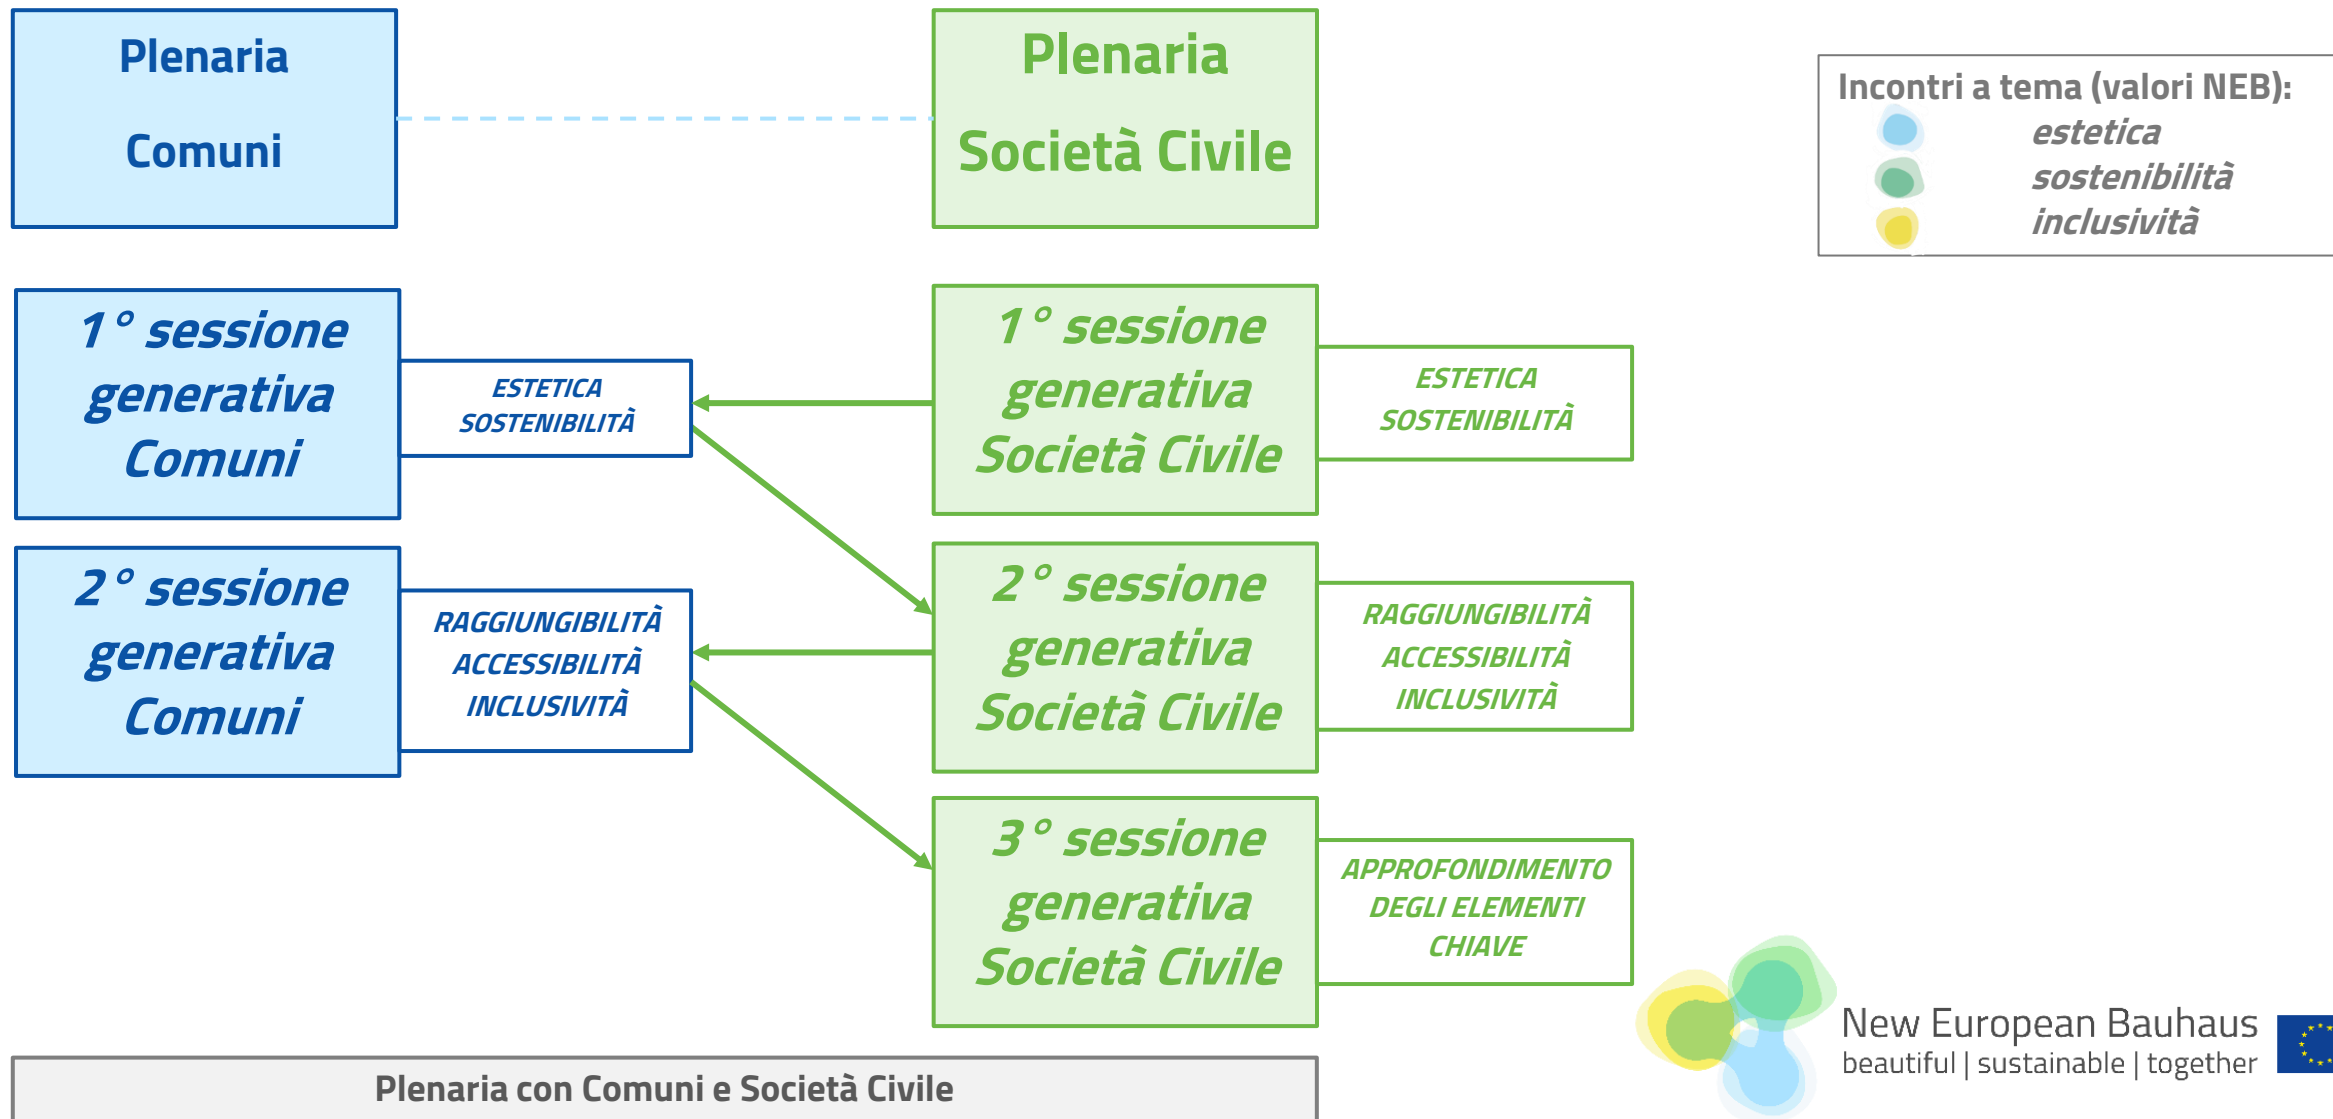 Plenaria
Comuni
Plenaria
Società Civile
Incontri a tema (valori NEB):
estetica
sostenibilità
inclusività
1° sessione
generativa
Comuni
ESTETICA
SOSTENIBILITÀ
1° sessione
generativa
Società Civile
ESTETICA
SOSTENIBILITÀ
2° sessione
generativa
Comuni
RAGGIUNGIBILITÀ
ACCESSIBILITÀ
INCLUSIVITÀ
2° sessione
generativa
Società Civile
RAGGIUNGIBILITÀ
ACCESSIBILITÀ
INCLUSIVITÀ
3° sessione
generativa
Società Civile
APPROFONDIMENTO
DEGLI ELEMENTI
CHIAVE
New European Bauhaus
beautiful | sustainable | together
Plenaria con Comuni e Società Civile